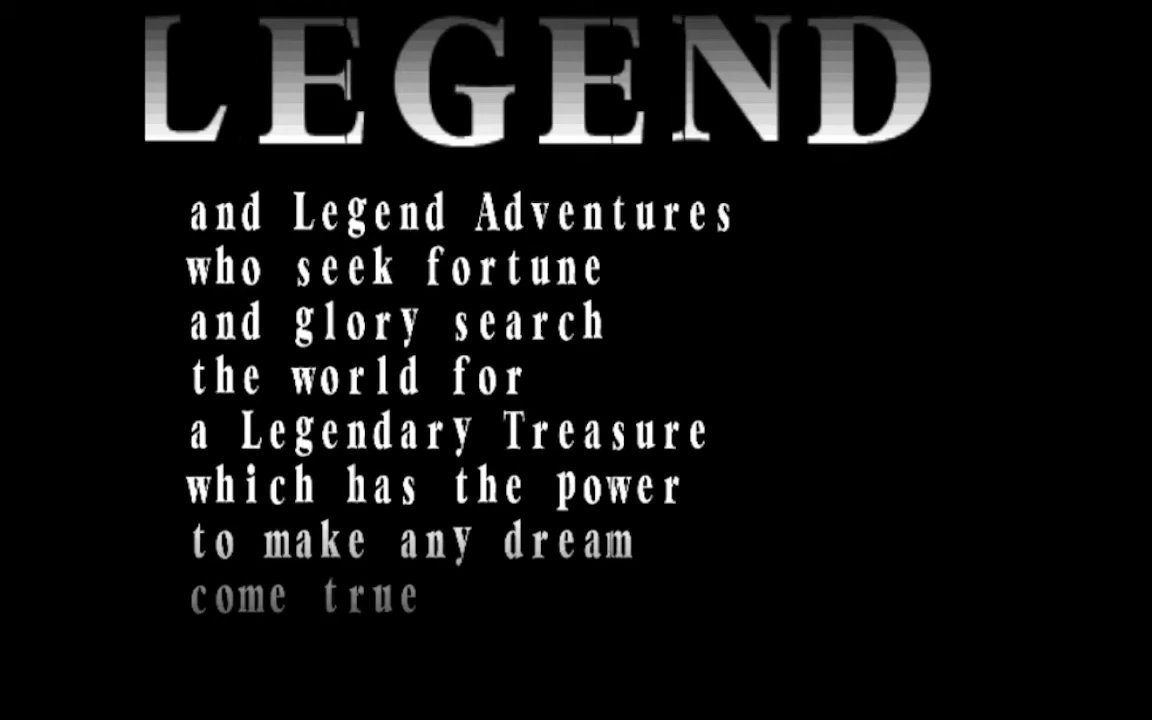 LEGEND
and Legend Adventures
who seek fortune
and glory search
the world for
a Legendary Treasure
which has the power
to make any dream
come true